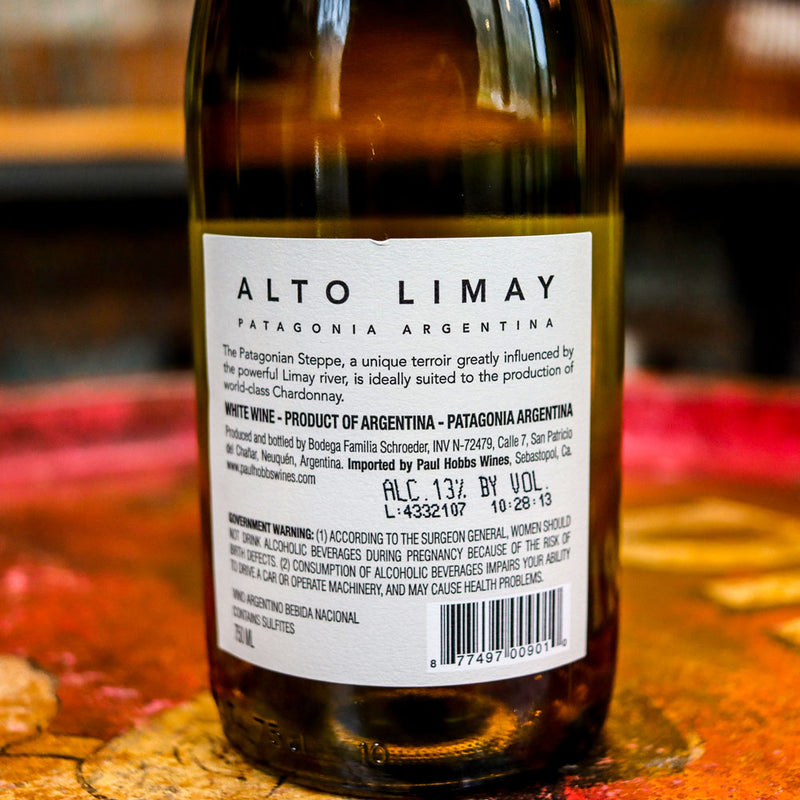 ALTO LIMAY
PATAGONIA ARGENTINA
The Patagonian Steppe, a unique terroir greatly influenced by
the powerful Limay river, is ideally suited to the production of
world-class Chardonnay.
WHITE WINE - PRODUCT OF ARGENTINA - PATAGONIA ARGENTINA
Produced and bottled by Bodega Familia Schroeder, INV N-72479, Calle 7, San Patricio
del Chañar, Neuquén, Argentina. Imported by Paul Hobbs Wines, Sebastopol, Ca.
www.paulhobbswines.com
ALC.13% BY VOL.
L:4332107 10:28:13
GOVERNMENT WARNING: (1) ACCORDING TO THE SURGEON GENERAL, WOMEN SHOULD
NOT DRINK ALCOHOLIC BEVERAGES DURING PREGNANCY BECAUSE OF THE RISK OF
BIRTH DEFECTS. (2) CONSUMPTION OF ALCOHOLIC BEVERAGES IMPAIRS YOUR ABILITY
TO DRIVE A CAR OR OPERATE MACHINERY, AND MAY CAUSE HEALTH PROBLEMS.
VINO ARGENTINO BEBIDA NACIONAL
CONTAINS SULFITES
750 ML
8 77497 00901 0
10